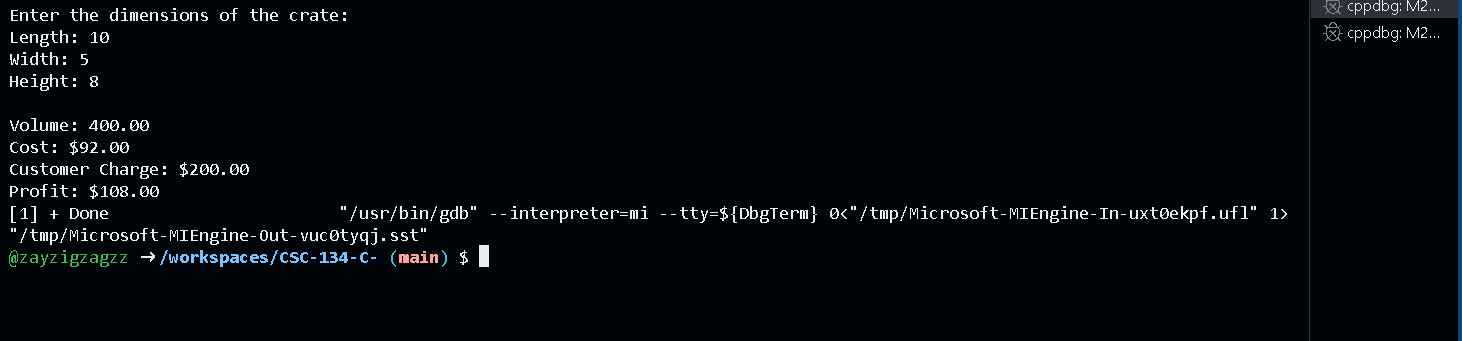 Enter the dimensions of the crate:
Length: 10
Width: 5
Height: 8
Volume: 400.00
Cost: $92.00
Customer Charge: $200.00
Profit: $108.00
[1] + Done "/usr/bin/gdb" --interpreter=mi --tty=${DbgTerm} 0<"/tmp/Microsoft-MIEngine-In-uxt0ekpf.ufl" 1>
"/tmp/Microsoft-MIEngine-Out-vuc0tyqj.sst"
@zayzigzagzz →/workspaces/CSC-134-C- (main) $
cppdbg: M2...
cppdbg: M2...